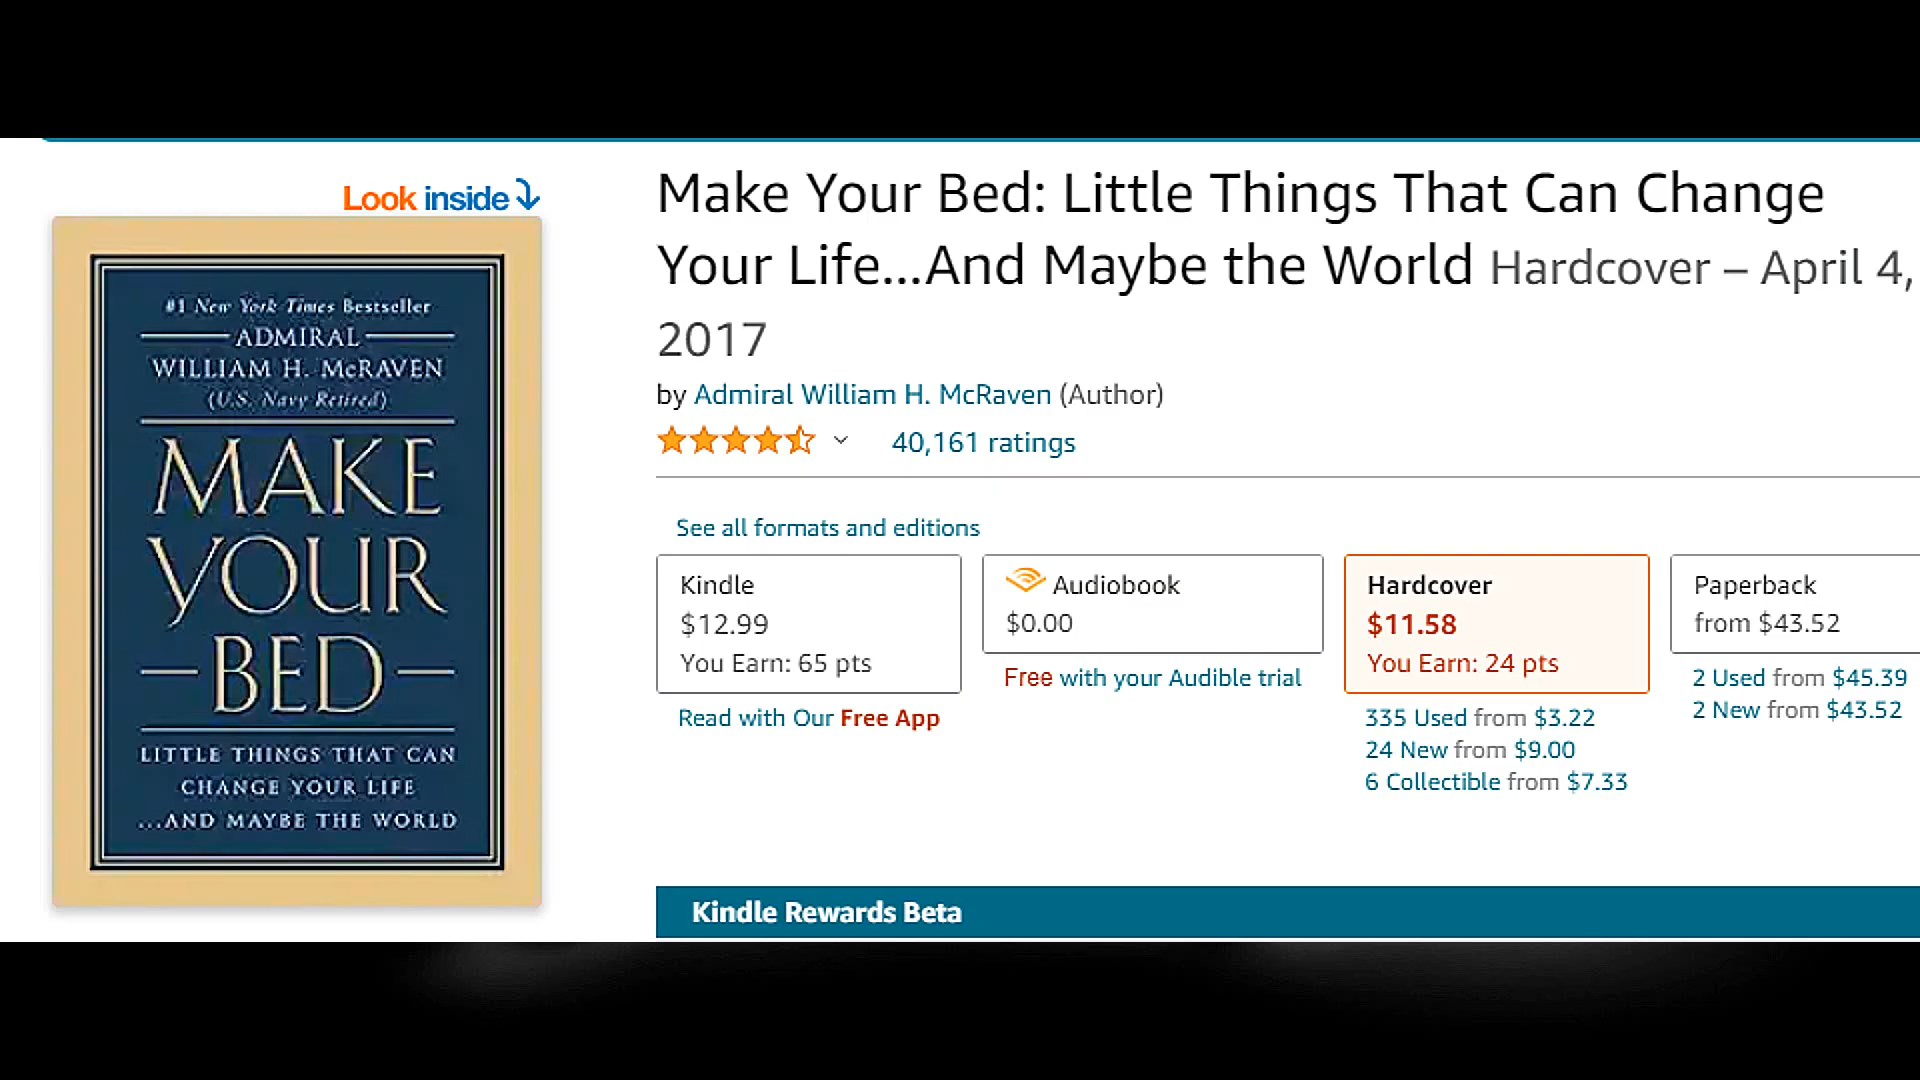 Look inside
#1 New York Times Bestseller
ADMIRAL
WILLIAM H. McRAVEN
(U.S. Navy Retired)
MAKE
YOUR
BED
LITTLE THINGS THAT CAN
CHANGE YOUR LIFE
...AND MAYBE THE WORLD
Make Your Bed: Little Things That Can Change
Your Life...And Maybe the World Hardcover – April 4,
2017
by Admiral William H. McRaven (Author)
40,161 ratings
See all formats and editions
Kindle
$12.99
You Earn: 65 pts
Read with Our Free App
Audiobook
$0.00
Free with your Audible trial
Hardcover
$11.58
You Earn: 24 pts
335 Used from $3.22
24 New from $9.00
6 Collectible from $7.33
Paperback
from $43.52
2 Used from $45.39
2 New from $43.52
Kindle Rewards Beta